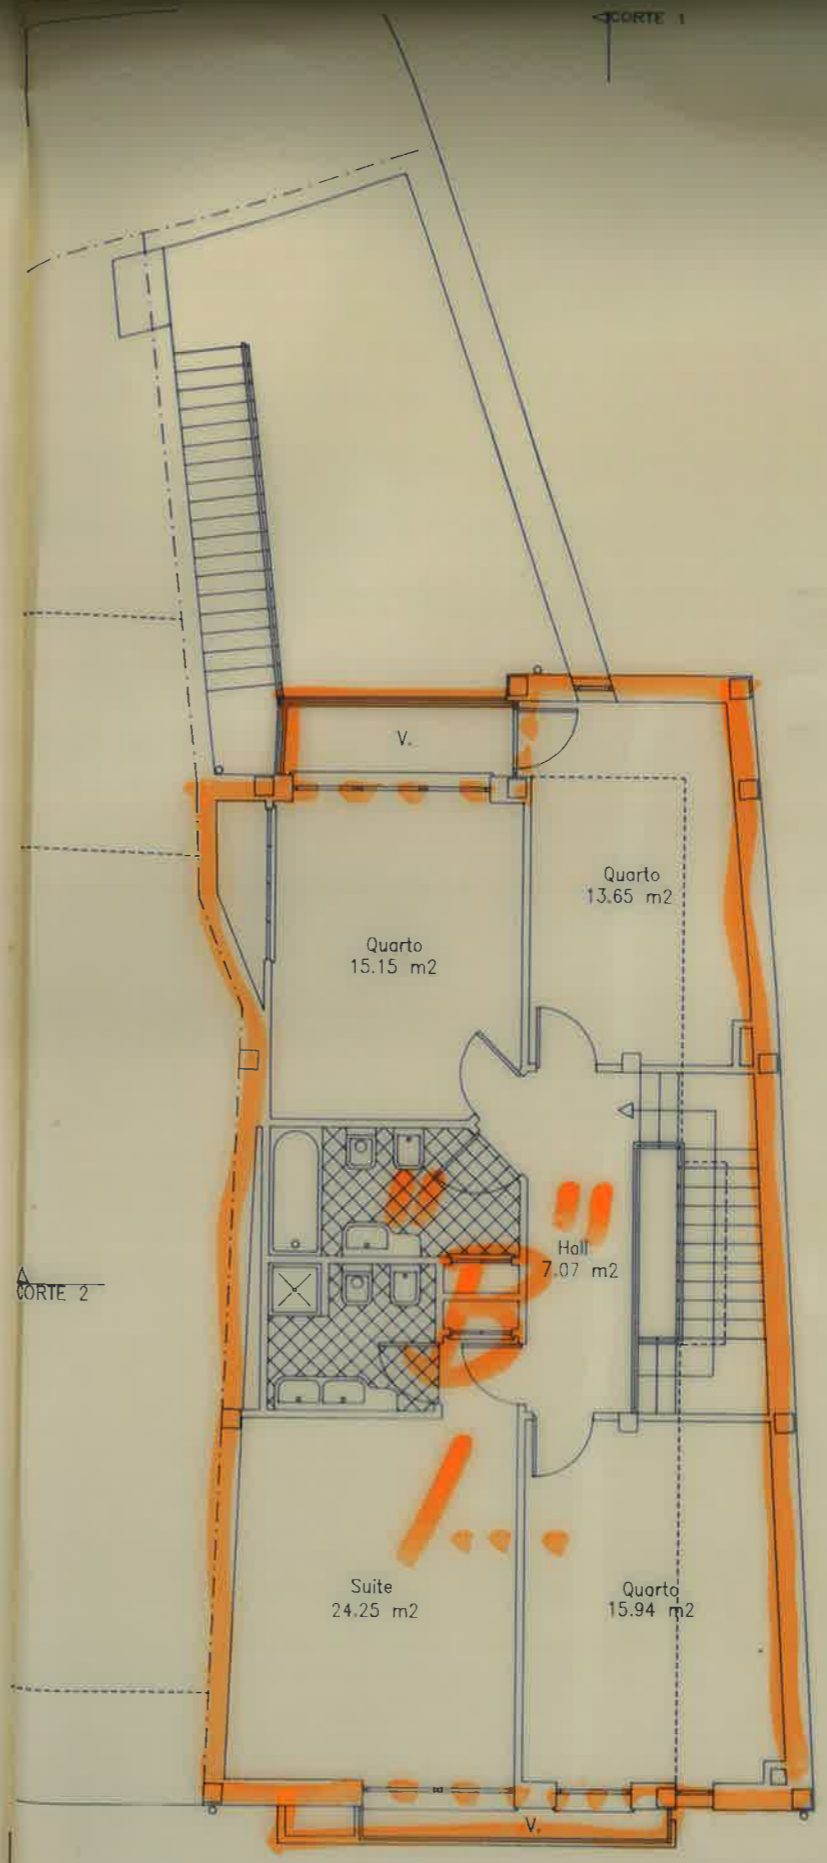 CORTE 1
V.
Quarto
13.65 m2
Quarto
15.15 m2
Hall
7.07 m2
CORTE 2
"B"
Suite
24.25 m2
Quarto
15.94 m2
V.